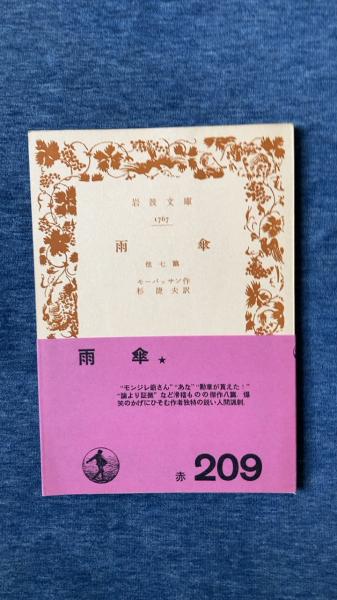 岩波文庫
1767
雨傘
他七篇
モーパッサン作
杉捷夫訳
雨傘★
“モンジレ爺さん”“あな”“勲章が貰えた！”
“論より証拠”など滑稽ものの傑作八篇．爆
笑のかげにひそむ作者独特の鋭い人間諷刺．
赤 209